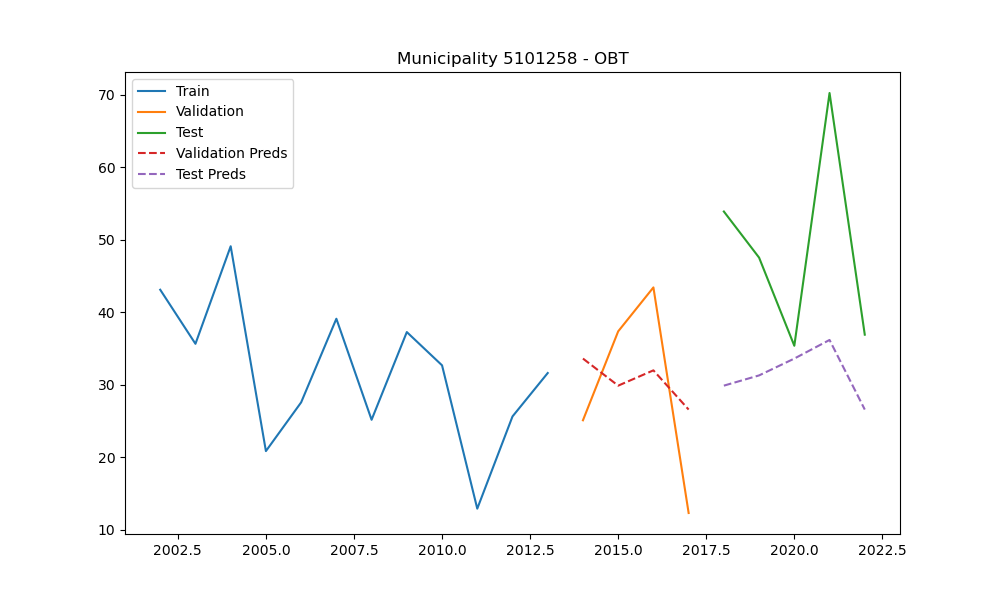 Municipality 5101258 - OBT
Train
Validation
Test
Validation Preds
Test Preds
70
60
50
40
30
20
10
2002.5 2005.0 2007.5 2010.0 2012.5 2015.0 2017.5 2020.0 2022.5